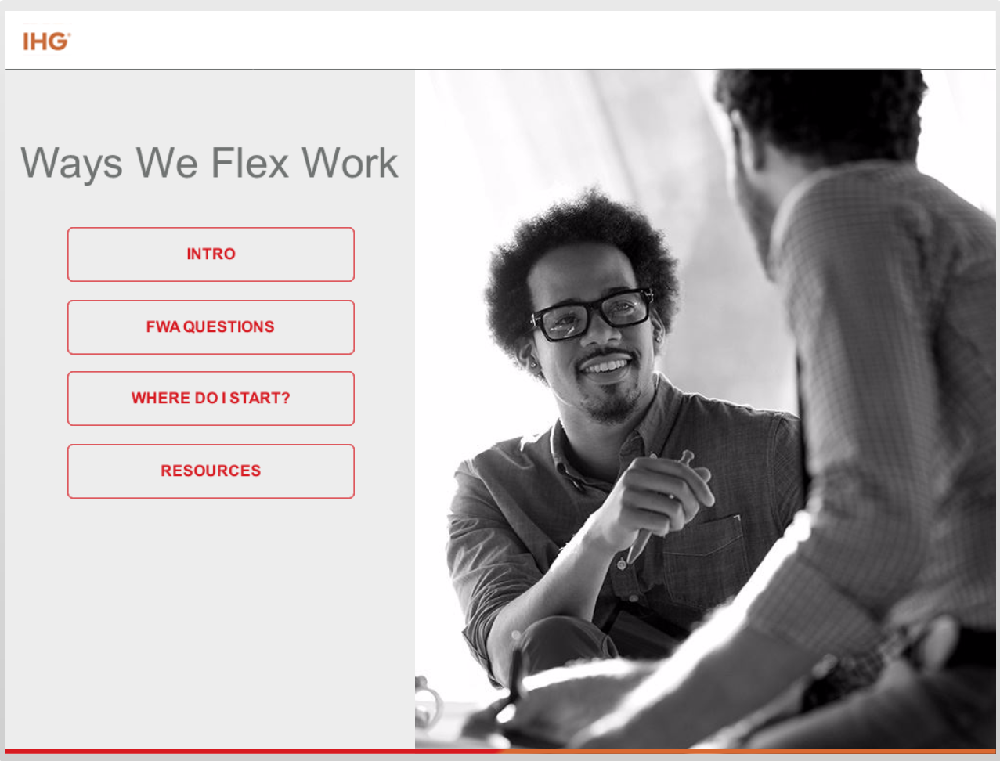 IHG®
Ways We Flex Work
INTRO
FWA QUESTIONS
WHERE DO I START?
RESOURCES